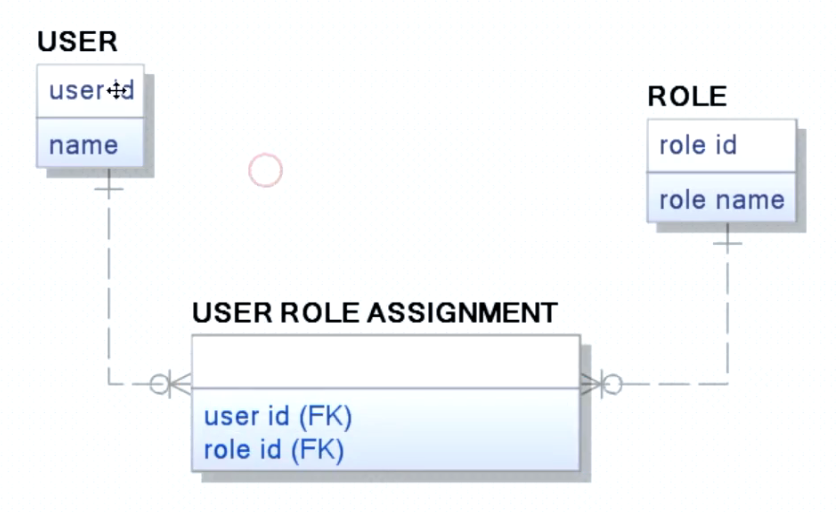 USER
user id
name
ROLE
role id
role name
USER ROLE ASSIGNMENT
user id (FK)
role id (FK)